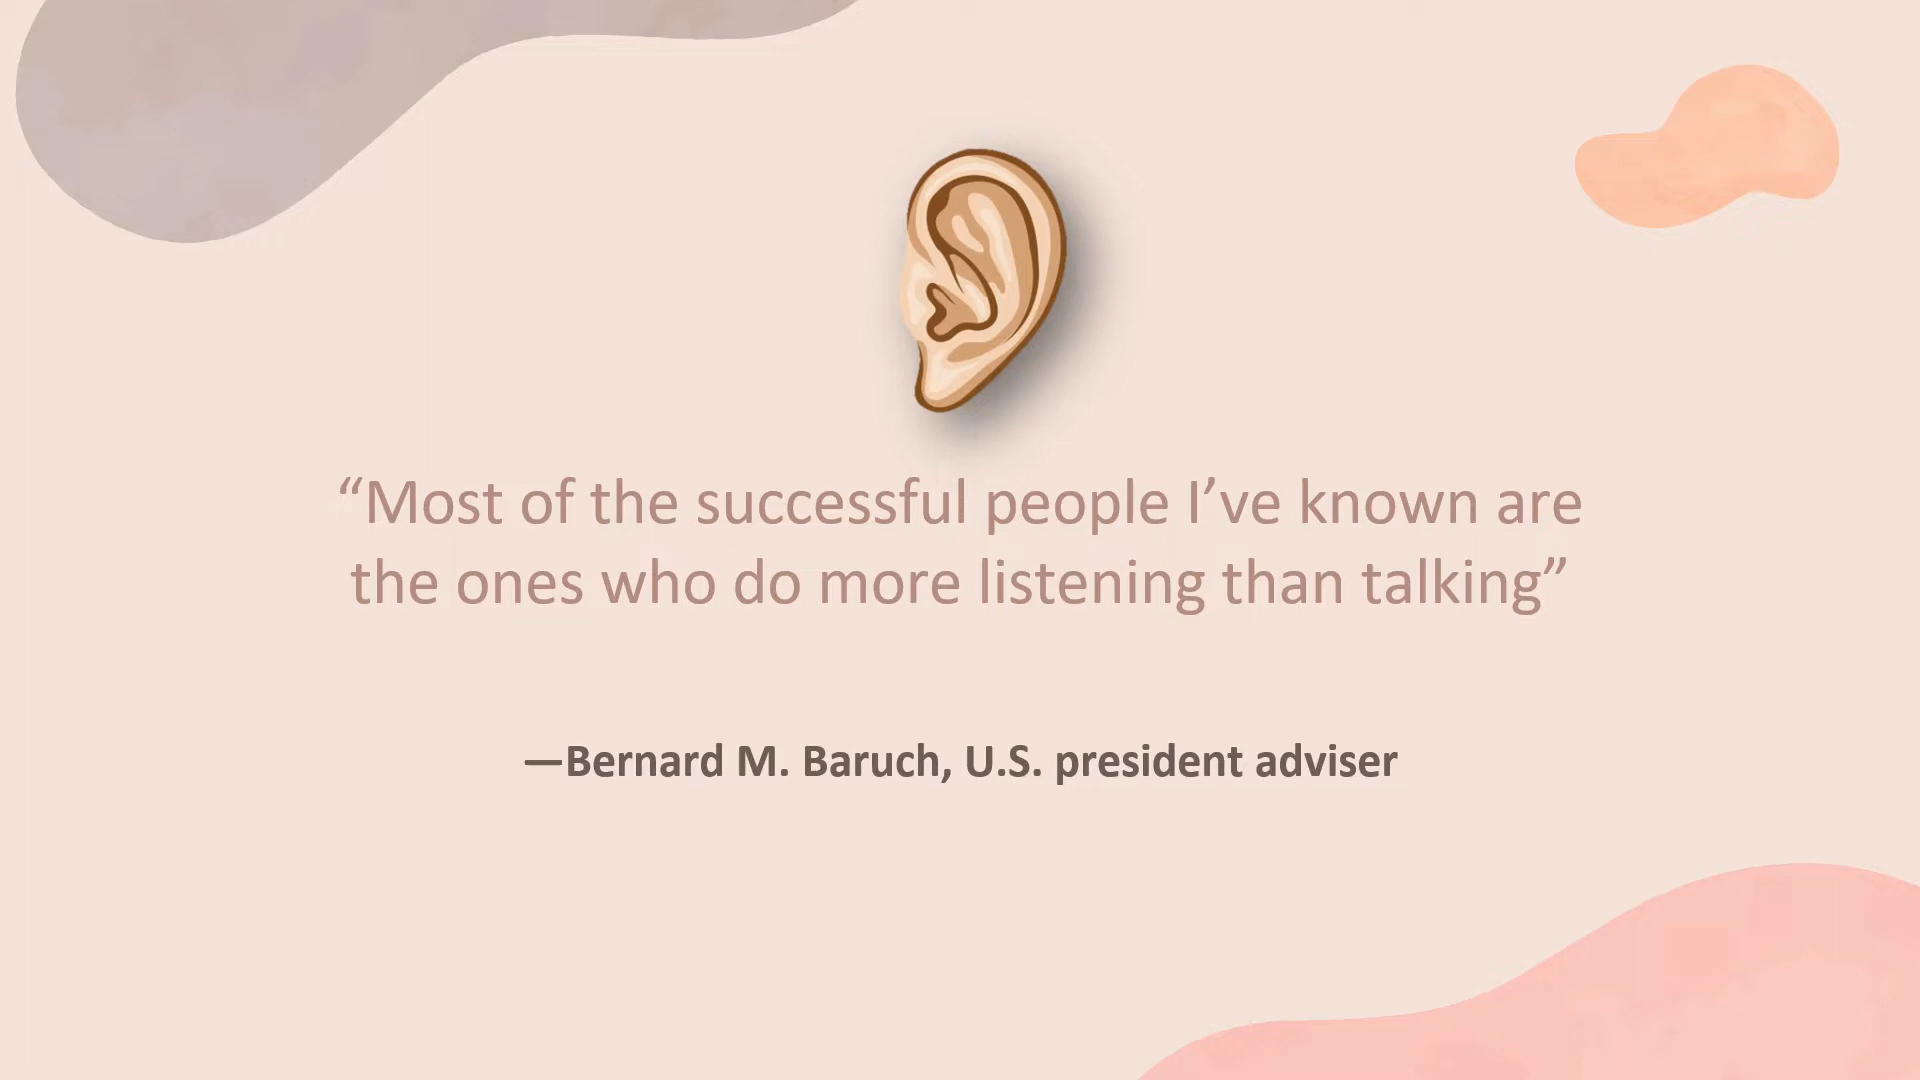 “Most of the successful people I’ve known are
the ones who do more listening than talking”
—Bernard M. Baruch, U.S. president adviser